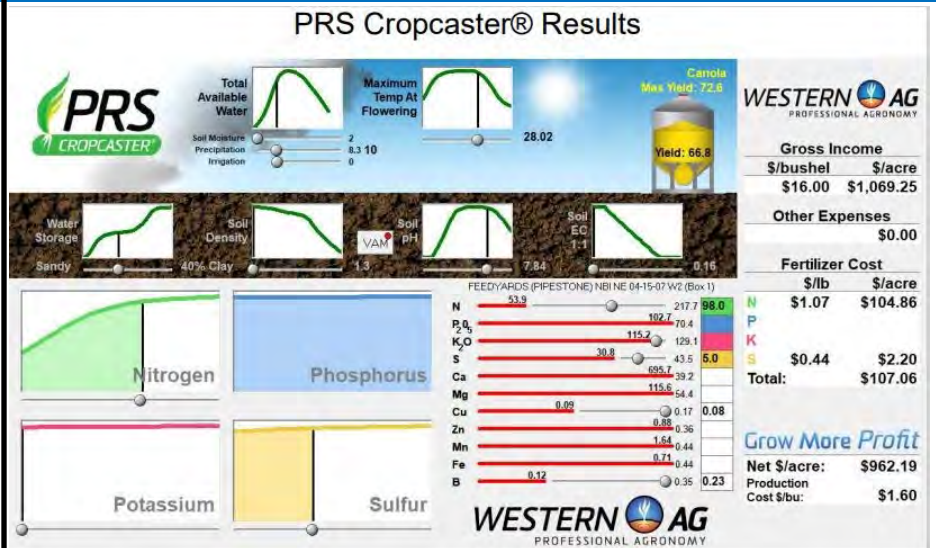 PRS Cropcaster® Results
PRS
CROPCASTER®
Total
Available
Water
Soil Moisture 2
Precipitation 8.3 10
Irrigation 0
Maximum
Temp At
Flowering
28.02
Canola
Max Yield: 72.6
Yield: 66.8
Water
Storage
Sandy 40% Clay
Soil
Density
1.3
VAM
Soil
pH
7.84
Soil
EC
1:1
0.16
Nitrogen
Phosphorus
Potassium
Sulfur
FEEDYARDS (PIPESTONE) NBI NE 04-15-07 W2 (Box 1)
N 53.9 217.7 98.0
P2O5 102.7 70.4
K2O 115.2 129.1
S 30.8 43.5 5.0
Ca 695.7 39.2
Mg 115.6 54.4
Cu 0.09 0.17 0.08
Zn 0.88 0.36
Mn 1.64 0.44
Fe 0.71 0.44
B 0.12 0.35 0.23
WESTERN AG
PROFESSIONAL AGRONOMY
WESTERN AG
PROFESSIONAL AGRONOMY
Gross Income
$/bushel $/acre
$16.00 $1,069.25
Other Expenses
$0.00
Fertilizer Cost
$/lb $/acre
N $1.07 $104.86
P
K
S $0.44 $2.20
Total: $107.06
Grow More Profit
Net $/acre: $962.19
Production
Cost $/bu: $1.60